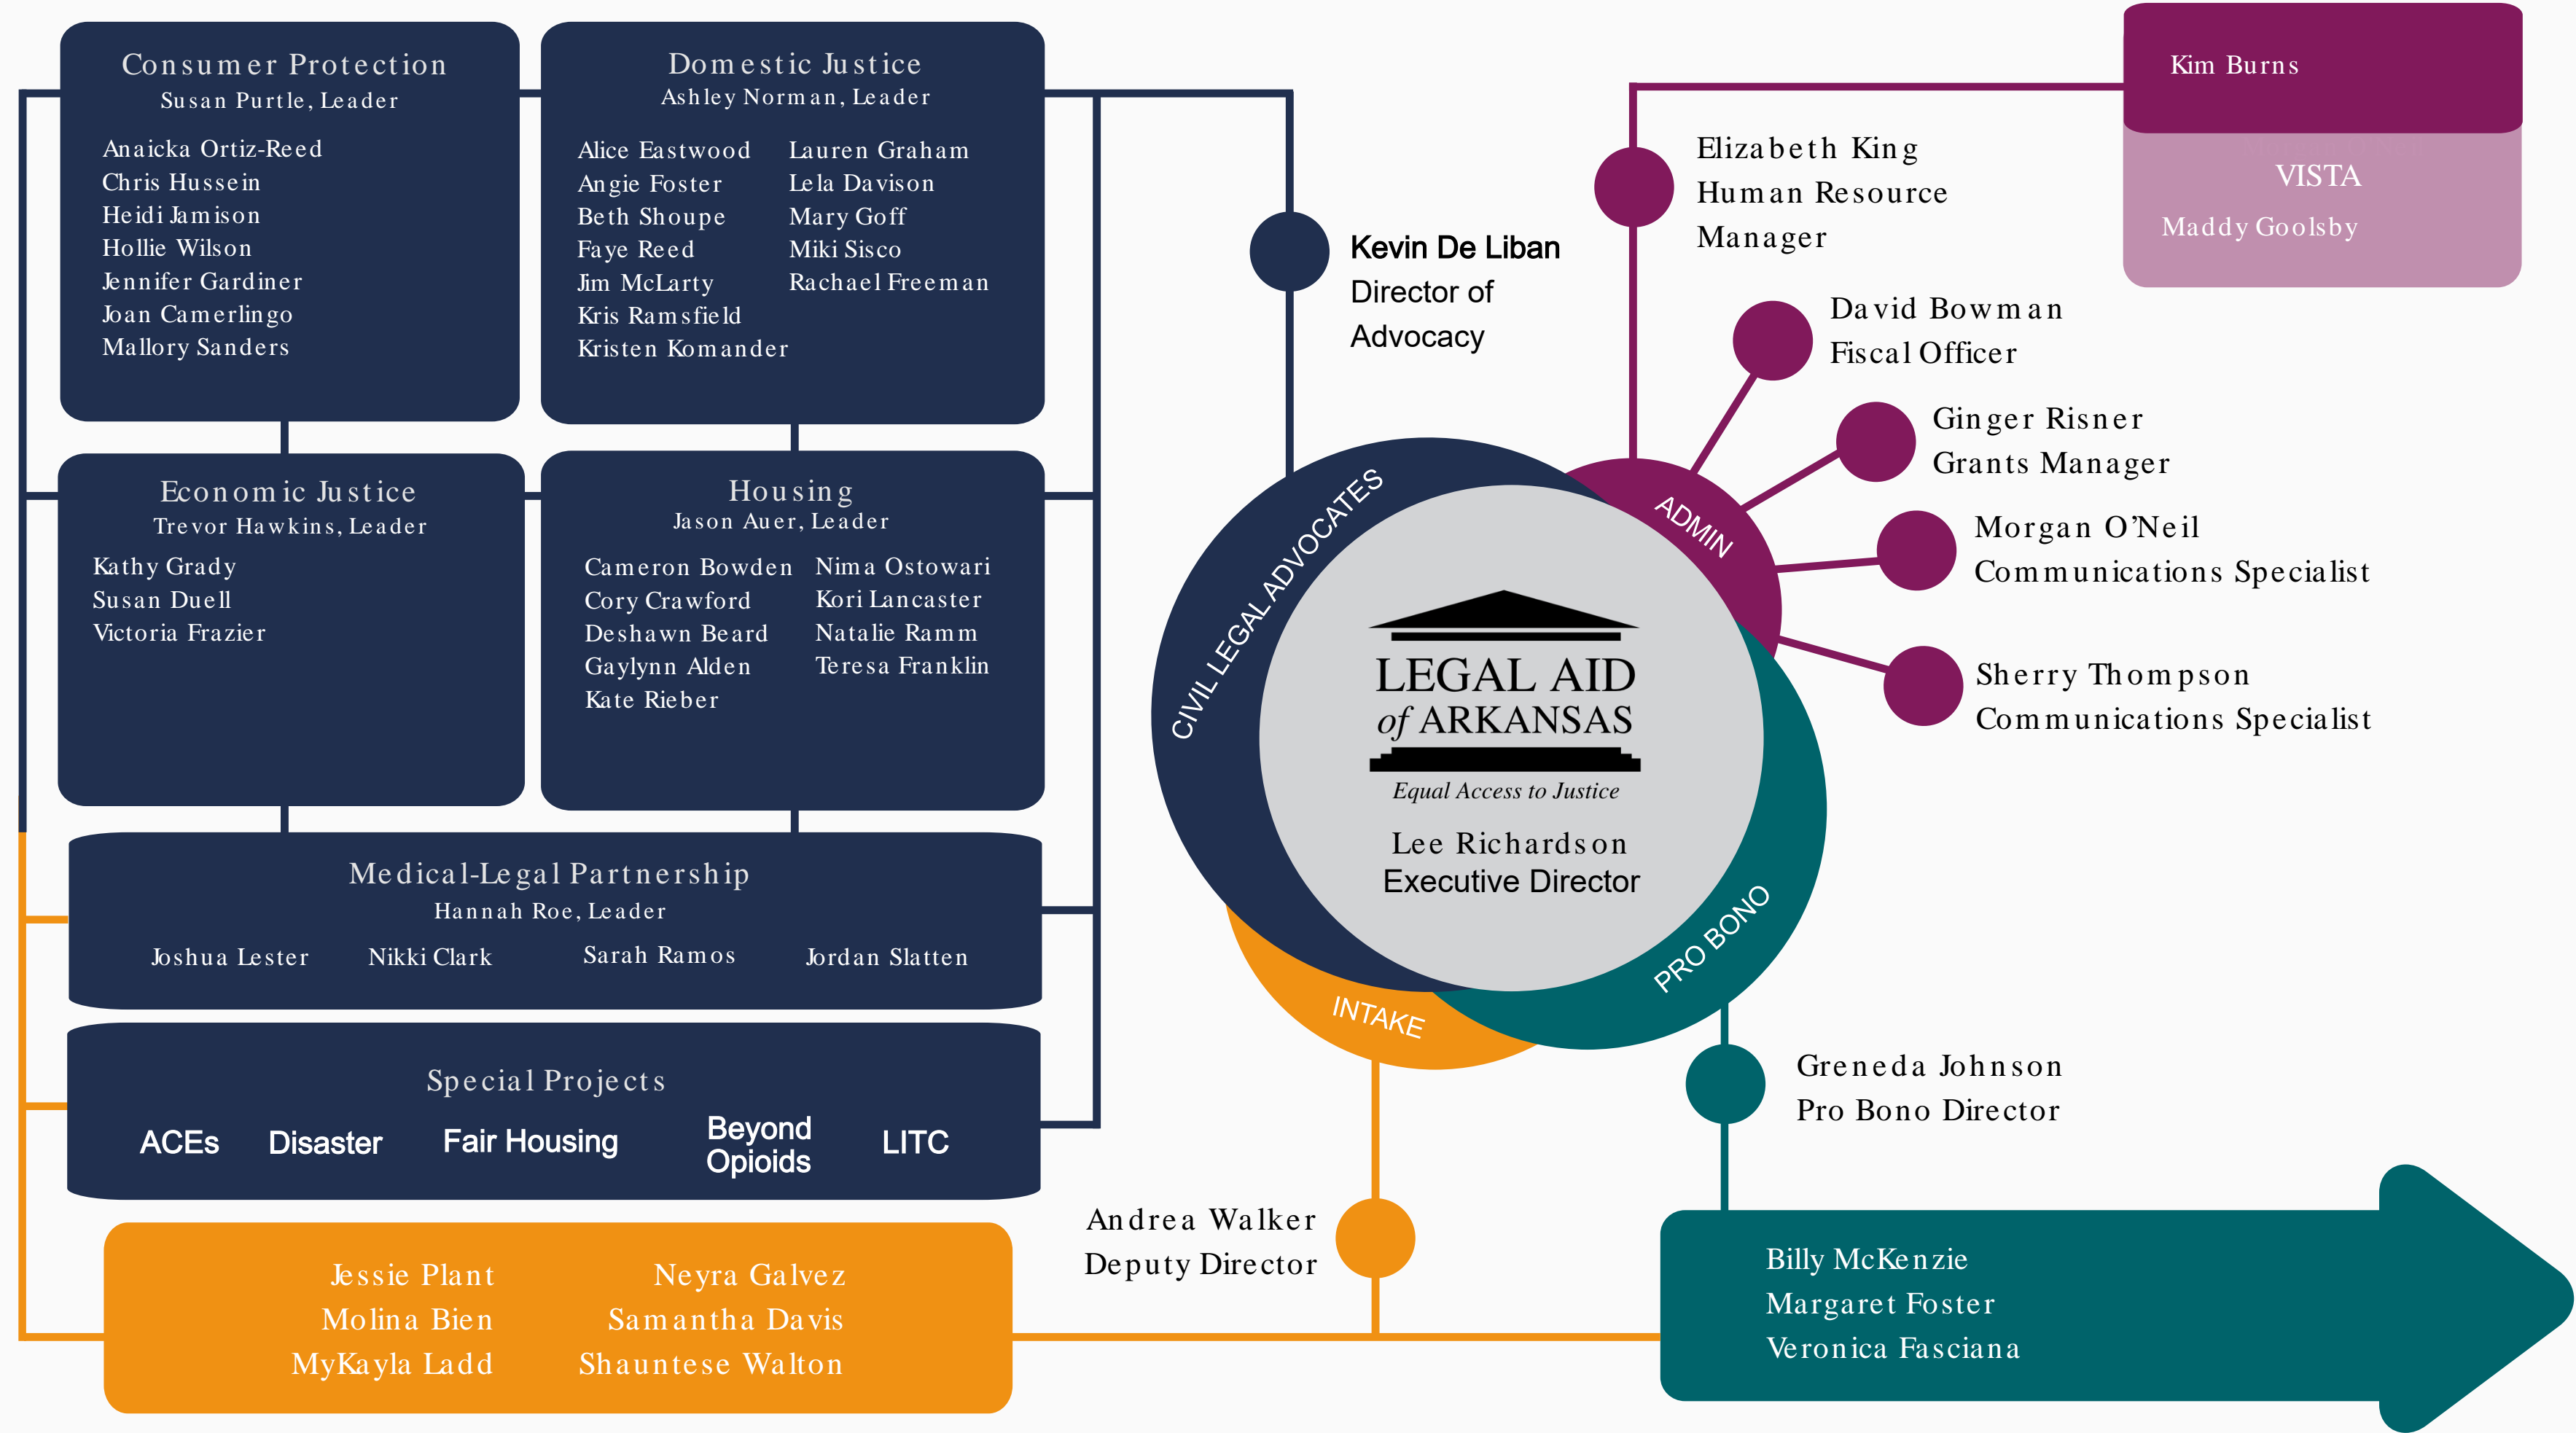 Consumer Protection
Susan Purtle, Leader
Anaicka Ortiz-Reed
Chris Hussein
Heidi Jamison
Hollie Wilson
Jennifer Gardiner
Joan Camerlingo
Mallory Sanders
Domestic Justice
Ashley Norman, Leader
Alice Eastwood
Angie Foster
Beth Shoupe
Faye Reed
Jim McLarty
Kris Ramsfield
Kristen Komander
Lauren Graham
Lela Davison
Mary Goff
Miki Sisco
Rachael Freeman
Economic Justice
Trevor Hawkins, Leader
Kathy Grady
Susan Duell
Victoria Frazier
Housing
Jason Auer, Leader
Cameron Bowden
Cory Crawford
Deshawn Beard
Gaylynn Alden
Kate Rieber
Nima Ostowari
Kori Lancaster
Natalie Ramm
Teresa Franklin
Medical-Legal Partnership
Hannah Roe, Leader
Joshua Lester
Nikki Clark
Sarah Ramos
Jordan Slatten
Special Projects
ACEs
Disaster
Fair Housing
Beyond
Opioids
LITC
Jessie Plant
Molina Bien
MyKayla Ladd
Neyra Galvez
Samantha Davis
Shauntese Walton
Kevin De Liban
Director of
Advocacy
CIVIL LEGAL ADVOCATES
ADMIN
PRO BONO
INTAKE
LEGAL AID
of ARKANSAS
Equal Access to Justice
Lee Richardson
Executive Director
Andrea Walker
Deputy Director
Elizabeth King
Human Resource
Manager
Kim Burns
VISTA
Maddy Goolsby
David Bowman
Fiscal Officer
Ginger Risner
Grants Manager
Morgan O’Neil
Communications Specialist
Sherry Thompson
Communications Specialist
Greneda Johnson
Pro Bono Director
Billy McKenzie
Margaret Foster
Veronica Fasciana